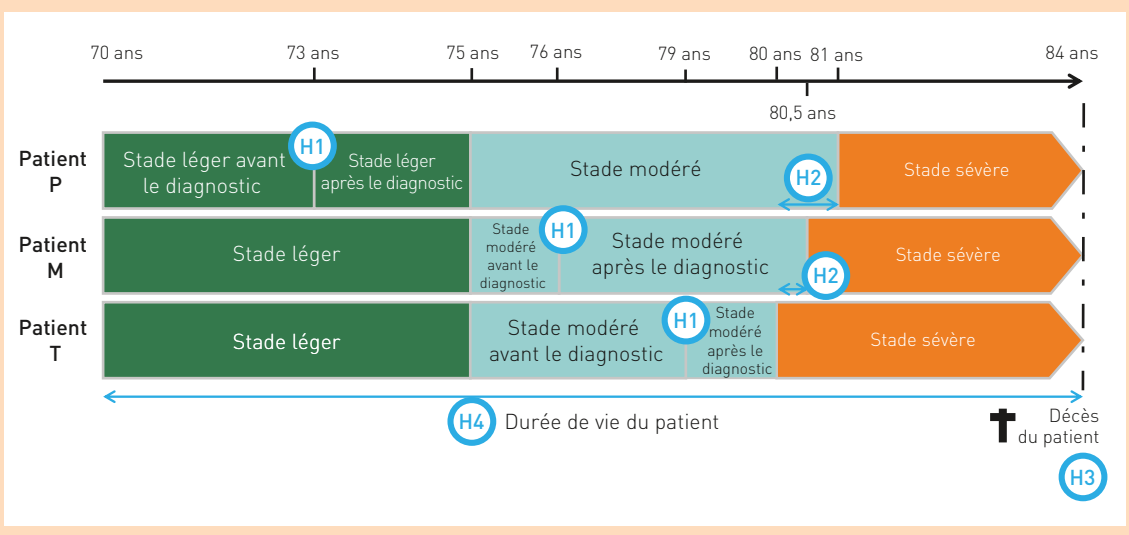 70 ans 73 ans 75 ans 76 ans 79 ans 80 ans 81 ans 84 ans
80,5 ans
Patient
P
Stade léger avant
le diagnostic
H1
Stade léger
après le diagnostic
Stade modéré
H2
Stade sévère
Patient
M
Stade léger
Stade
modéré
avant le
diagnostic
H1
Stade modéré
après le diagnostic
H2
Stade sévère
Patient
T
Stade léger
Stade modéré
avant le diagnostic
H1
Stade
modéré
après le
diagnostic
Stade sévère
H4 Durée de vie du patient
Décès
du patient
H3